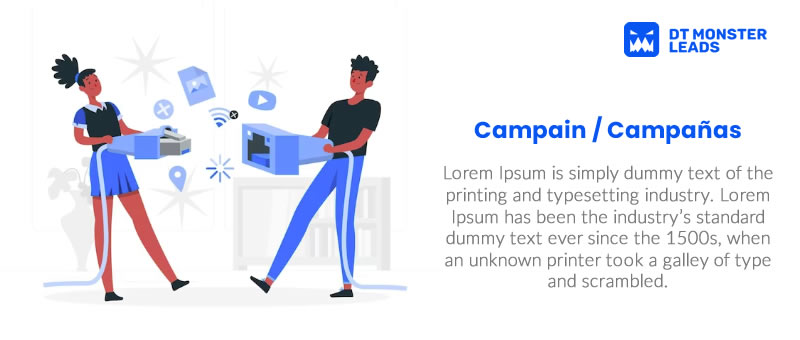 DT MONSTER
LEADS
Campain / Campañas
Lorem Ipsum is simply dummy text of the
printing and typesetting industry. Lorem
Ipsum has been the industry's standard
dummy text ever since the 1500s, when
an unknown printer took a galley of type
and scrambled.